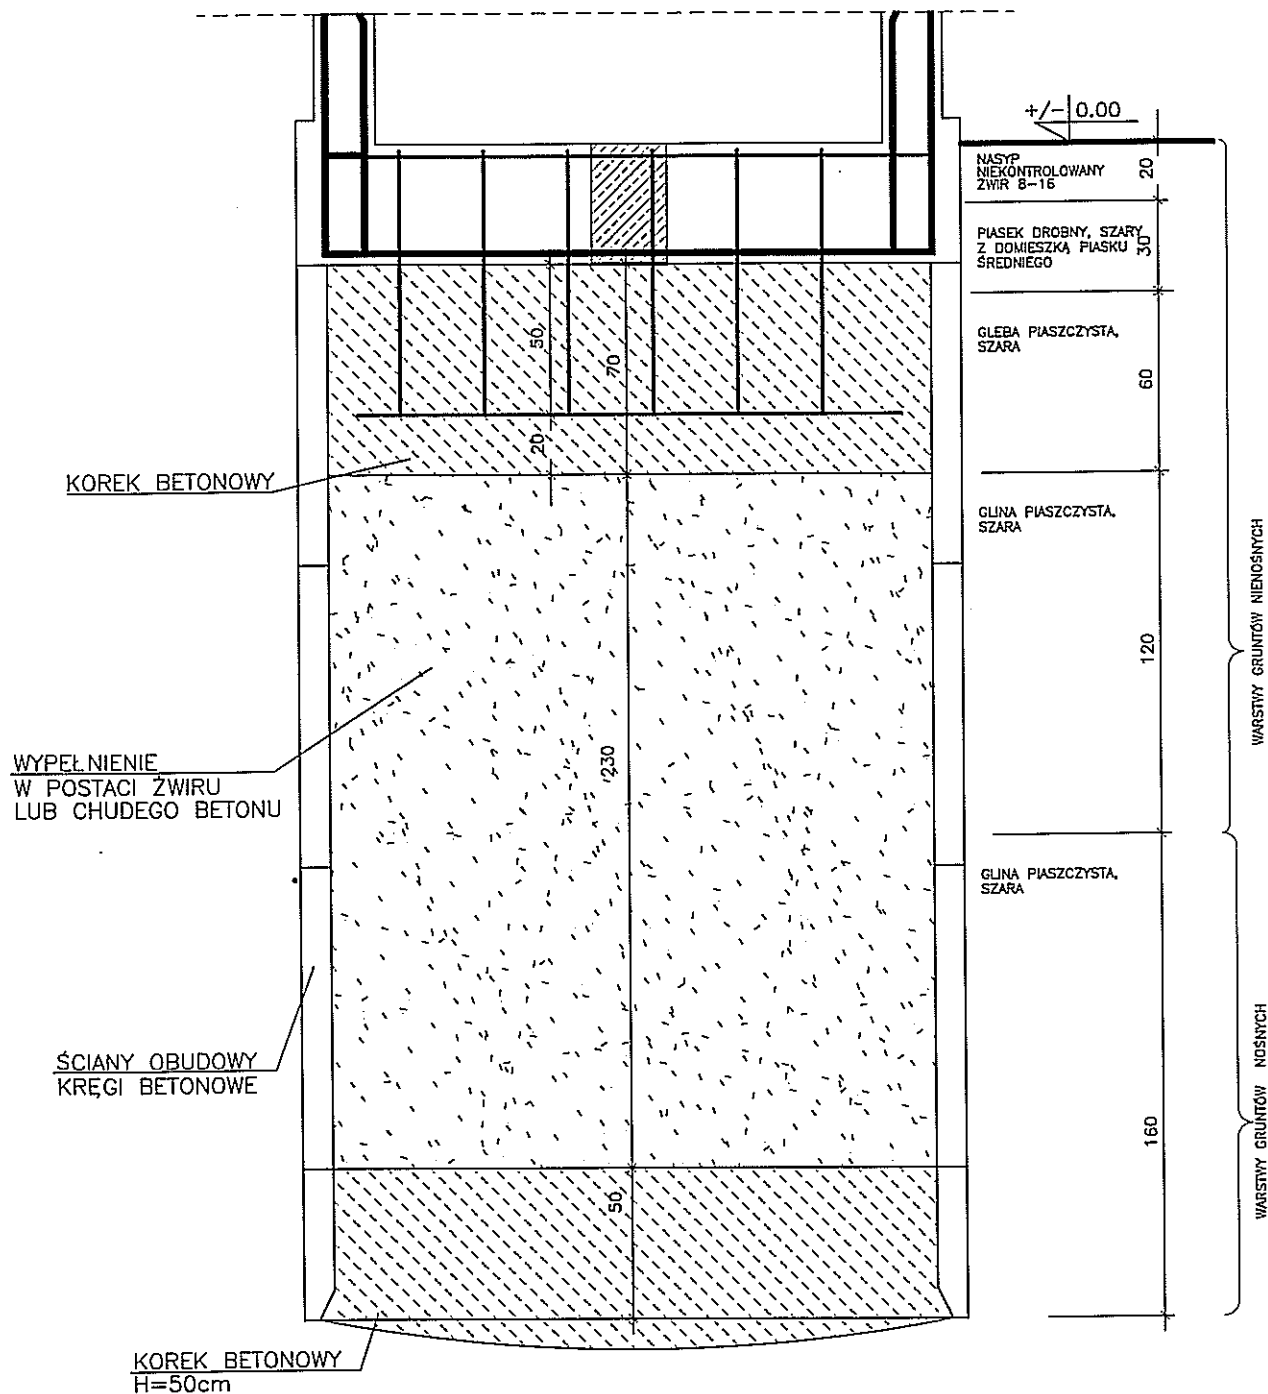 +/- 0.00
NASYP
NIEKONTROLOWANY
ŻWIR 8-16
20
PIASEK DROBNY, SZARY
Z DOMIESZKĄ PIASKU
ŚREDNIEGO
30
GLEBA PIASZCZYSTA,
SZARA
60
50
70
20
KOREK BETONOWY
GLINA PIASZCZYSTA,
SZARA
120
WARSTWY GRUNTÓW NIENOŚNYCH
WYPEŁNIENIE
W POSTACI ŻWIRU
LUB CHUDEGO BETONU
230
GLINA PIASZCZYSTA,
SZARA
160
WARSTWY GRUNTÓW NOŚNYCH
ŚCIANY OBUDOWY
KRĘGI BETONOWE
50
KOREK BETONOWY
H=50cm